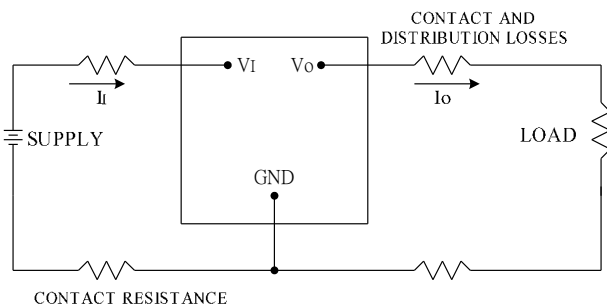 CONTACT AND
DISTRIBUTION LOSSES
VI
VO
II
IO
SUPPLY
LOAD
GND
CONTACT RESISTANCE